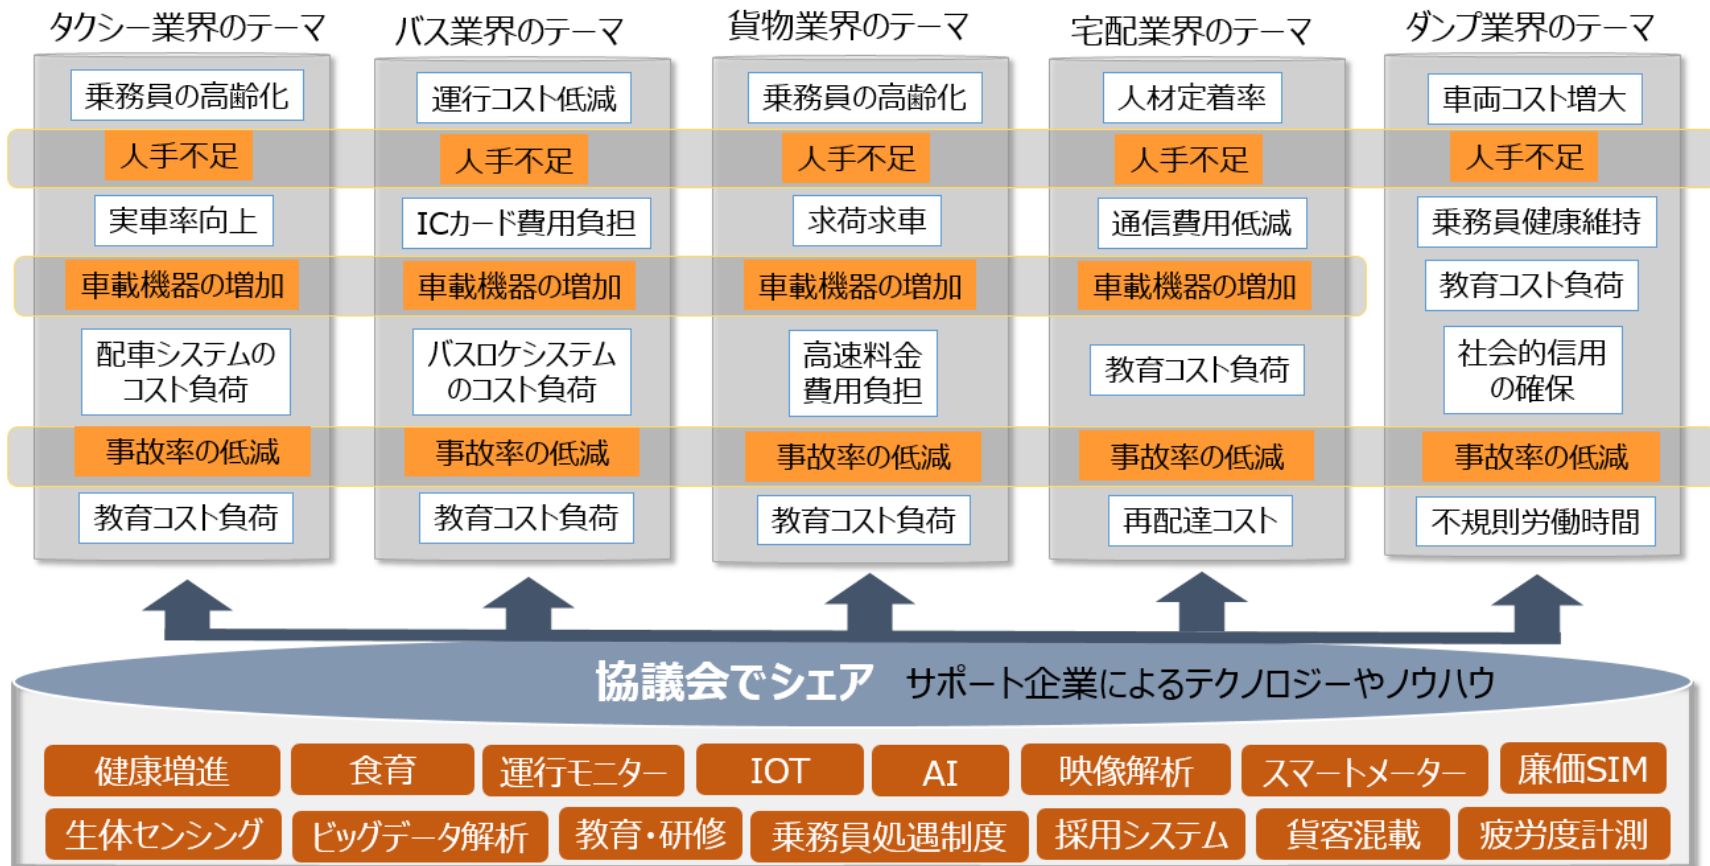 タクシー業界のテーマ
乗務員の高齢化
人手不足
実車率向上
車載機器の増加
配車システムの
コスト負荷
事故率の低減
教育コスト負荷
バス業界のテーマ
運行コスト低減
人手不足
ICカード費用負担
車載機器の増加
バスロケシステム
のコスト負荷
事故率の低減
教育コスト負荷
貨物業界のテーマ
乗務員の高齢化
人手不足
求荷求車
車載機器の増加
高速料金
費用負担
事故率の低減
教育コスト負荷
宅配業界のテーマ
人材定着率
人手不足
通信費用低減
車載機器の増加
教育コスト負荷
事故率の低減
再配達コスト
ダンプ業界のテーマ
車両コスト増大
人手不足
乗務員健康維持
教育コスト負荷
社会的信用
の確保
事故率の低減
不規則労働時間
協議会でシェア サポート企業によるテクノロジーやノウハウ
健康増進
食育
運行モニター
IOT
AI
映像解析
スマートメーター
廉価SIM
生体センシング
ビッグデータ解析
教育・研修
乗務員処遇制度
採用システム
貨客混載
疲労度計測